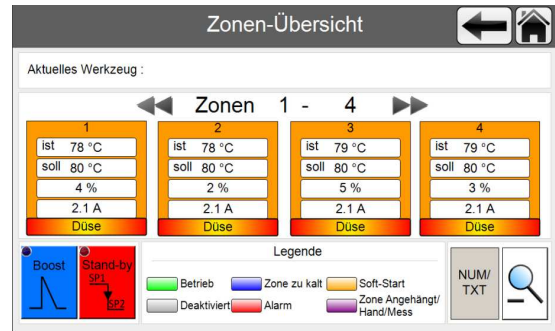 Zonen-Übersicht
Aktuelles Werkzeug :
Zonen 1 - 4
1 2 3 4
ist 78 °C ist 78 °C ist 79 °C ist 79 °C
soll 80 °C soll 80 °C soll 80 °C soll 80 °C
4 % 2 % 5 % 3 %
2.1 A 2.1 A 2.1 A 2.1 A
Düse Düse Düse Düse
Boost
Stand-by
SP1
SP2
Legende
Betrieb Zone zu kalt Soft-Start
Deaktiviert Alarm Zone Angehängt/
Hand/Mess
NUM/
TXT